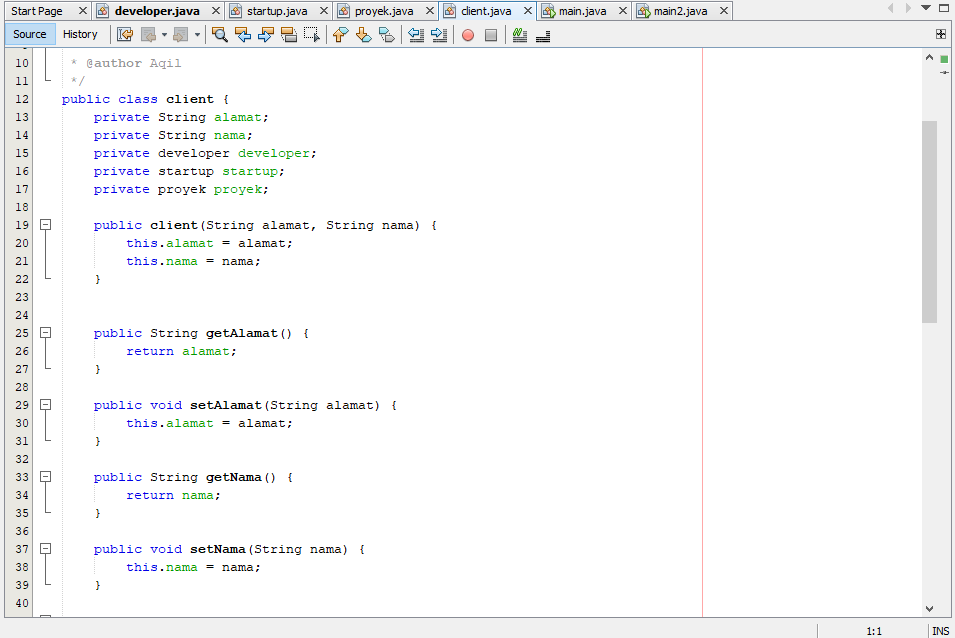 Start Page developer.java startup.java proyek.java client.java main.java main2.java
Source History
10 * @author Aqil
11 */
12 public class client {
13 private String alamat;
14 private String nama;
15 private developer developer;
16 private startup startup;
17 private proyek proyek;
18
19 public client(String alamat, String nama) {
20 this.alamat = alamat;
21 this.nama = nama;
22 }
23
24
25 public String getAlamat() {
26 return alamat;
27 }
28
29 public void setAlamat(String alamat) {
30 this.alamat = alamat;
31 }
32
33 public String getNama() {
34 return nama;
35 }
36
37 public void setNama(String nama) {
38 this.nama = nama;
39 }
40
1:1 INS